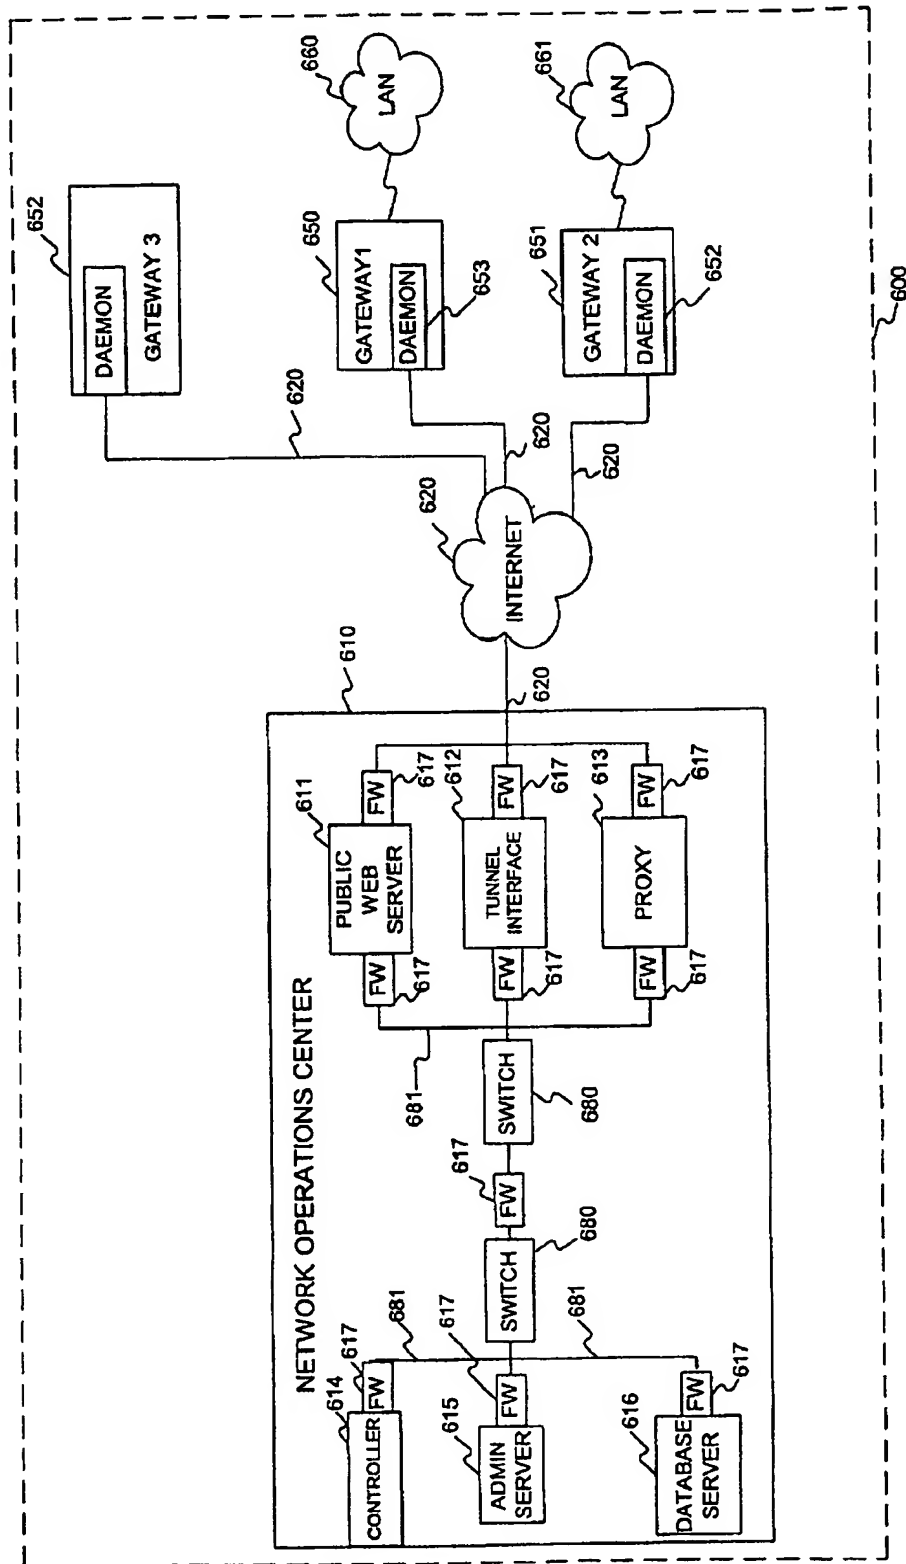 NETWORK OPERATIONS CENTER
610
614
617
681
CONTROLLER
FW
615
617
ADMIN
SERVER
FW
681
616
DATABASE
SERVER
FW
617
SWITCH
680
FW
617
SWITCH
680
681
611
FW
PUBLIC
WEB
SERVER
FW
617
617
612
FW
TUNNEL
INTERFACE
FW
617
617
613
FW
PROXY
FW
617
617
620
620
INTERNET
620
620
620
652
DAEMON
GATEWAY 3
650
GATEWAY1
DAEMON
653
660
LAN
651
GATEWAY 2
DAEMON
652
661
LAN
600